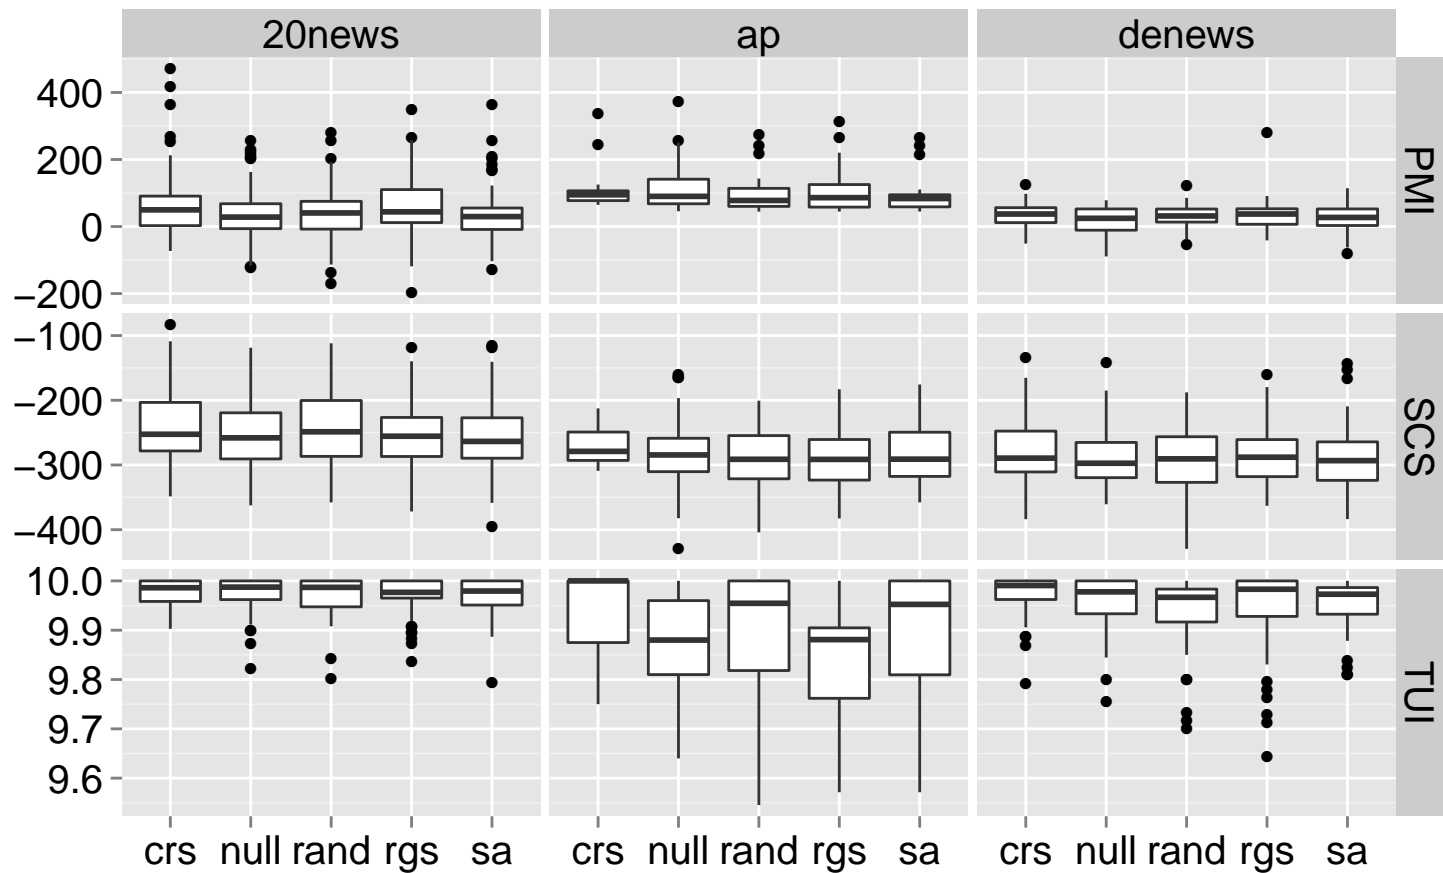 20news ap denews
400
200
0
−200
PMI
−100
−200
−300
−400
SCS
10.0
9.9
9.8
9.7
9.6
TUI
crs null rand rgs sa crs null rand rgs sa crs null rand rgs sa